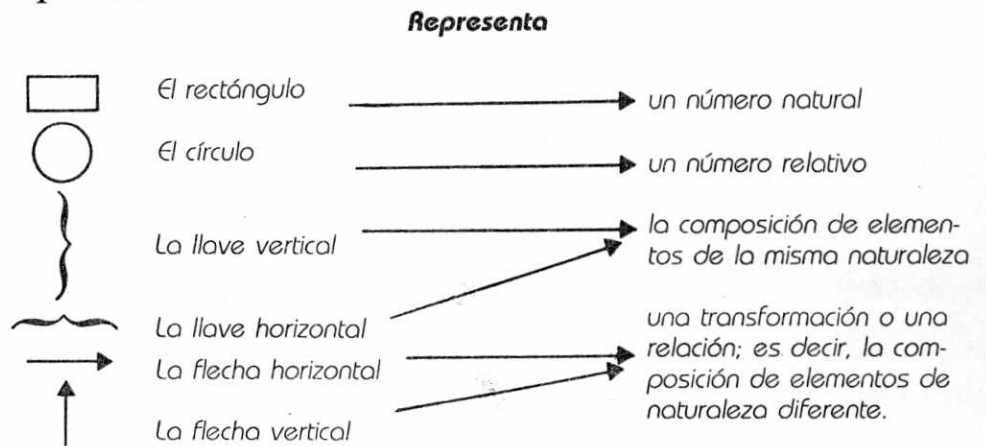 Representa
El rectángulo
un número natural
El círculo
un número relativo
La llave vertical
la composición de elemen-
tos de la misma naturaleza
La llave horizontal
La flecha horizontal
una transformación o una
relación; es decir, la com-
posición de elementos de
naturaleza diferente.
La flecha vertical